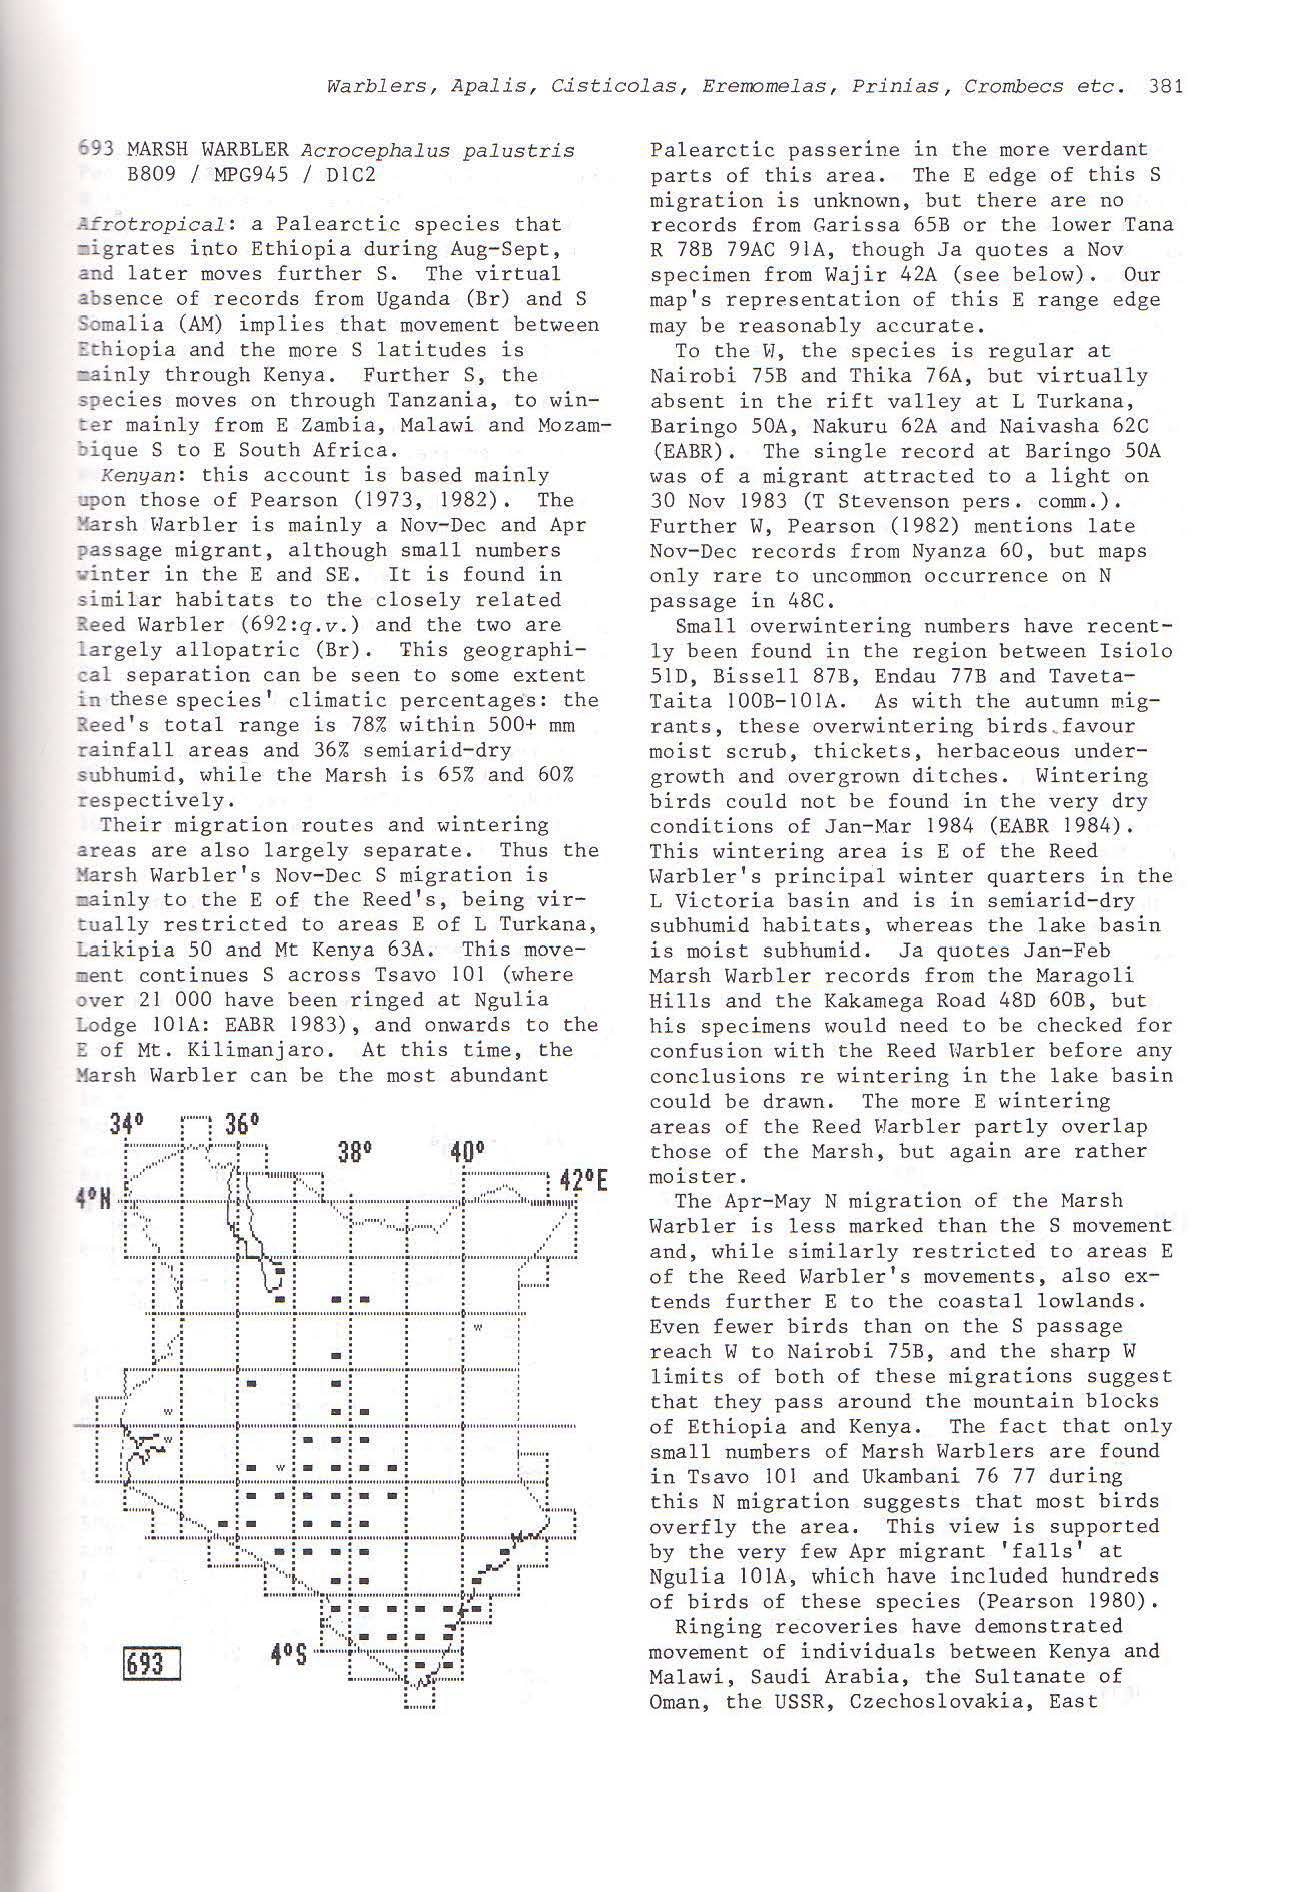 Warblers, Apalis, Cisticolas, Eremomelas, Prinias, Crombecs etc. 381
693 MARSH WARBLER Acrocephalus palustris
B809 / MPG945 / D1C2
Afrotropical: a Palearctic species that
migrates into Ethiopia during Aug-Sept,
and later moves further S. The virtual
absence of records from Uganda (Br) and S
Somalia (AM) implies that movement between
Ethiopia and the more S latitudes is
mainly through Kenya. Further S, the
species moves on through Tanzania, to win-
ter mainly from E Zambia, Malawi and Mozam-
bique S to E South Africa.
Kenyan: this account is based mainly
upon those of Pearson (1973, 1982). The
Marsh Warbler is mainly a Nov-Dec and Apr
passage migrant, although small numbers
winter in the E and SE. It is found in
similar habitats to the closely related
Reed Warbler (692:q.v.) and the two are
largely allopatric (Br). This geographi-
cal separation can be seen to some extent
in these species' climatic percentages: the
Reed's total range is 78% within 500+ mm
rainfall areas and 36% semiarid-dry
subhumid, while the Marsh is 65% and 60%
respectively.
Their migration routes and wintering
areas are also largely separate. Thus the
Marsh Warbler's Nov-Dec S migration is
mainly to the E of the Reed's, being vir-
tually restricted to areas E of L Turkana,
Laikipia 50 and Mt Kenya 63A. This move-
ment continues S across Tsavo 101 (where
over 21 000 have been ringed at Ngulia
Lodge 101A: EABR 1983), and onwards to the
E of Mt. Kilimanjaro. At this time, the
Marsh Warbler can be the most abundant
34° 36°
38° 40°
42°E
4°N
w
w
w
w
4°S
693
Palearctic passerine in the more verdant
parts of this area. The E edge of this S
migration is unknown, but there are no
records from Garissa 65B or the lower Tana
R 78B 79AC 91A, though Ja quotes a Nov
specimen from Wajir 42A (see below). Our
map's representation of this E range edge
may be reasonably accurate.
To the W, the species is regular at
Nairobi 75B and Thika 76A, but virtually
absent in the rift valley at L Turkana,
Baringo 50A, Nakuru 62A and Naivasha 62C
(EABR). The single record at Baringo 50A
was of a migrant attracted to a light on
30 Nov 1983 (T Stevenson pers. comm.).
Further W, Pearson (1982) mentions late
Nov-Dec records from Nyanza 60, but maps
only rare to uncommon occurrence on N
passage in 48C.
Small overwintering numbers have recent-
ly been found in the region between Isiolo
51D, Bissell 87B, Endau 77B and Taveta-
Taita 100B-101A. As with the autumn mig-
rants, these overwintering birds favour
moist scrub, thickets, herbaceous under-
growth and overgrown ditches. Wintering
birds could not be found in the very dry
conditions of Jan-Mar 1984 (EABR 1984).
This wintering area is E of the Reed
Warbler's principal winter quarters in the
L Victoria basin and is in semiarid-dry
subhumid habitats, whereas the lake basin
is moist subhumid. Ja quotes Jan-Feb
Marsh Warbler records from the Maragoli
Hills and the Kakamega Road 48D 60B, but
his specimens would need to be checked for
confusion with the Reed Warbler before any
conclusions re wintering in the lake basin
could be drawn. The more E wintering
areas of the Reed Warbler partly overlap
those of the Marsh, but again are rather
moister.
The Apr-May N migration of the Marsh
Warbler is less marked than the S movement
and, while similarly restricted to areas E
of the Reed Warbler's movements, also ex-
tends further E to the coastal lowlands.
Even fewer birds than on the S passage
reach W to Nairobi 75B, and the sharp W
limits of both of these migrations suggest
that they pass around the mountain blocks
of Ethiopia and Kenya. The fact that only
small numbers of Marsh Warblers are found
in Tsavo 101 and Ukambani 76 77 during
this N migration suggests that most birds
overfly the area. This view is supported
by the very few Apr migrant 'falls' at
Ngulia 101A, which have included hundreds
of birds of these species (Pearson 1980).
Ringing recoveries have demonstrated
movement of individuals between Kenya and
Malawi, Saudi Arabia, the Sultanate of
Oman, the USSR, Czechoslovakia, East